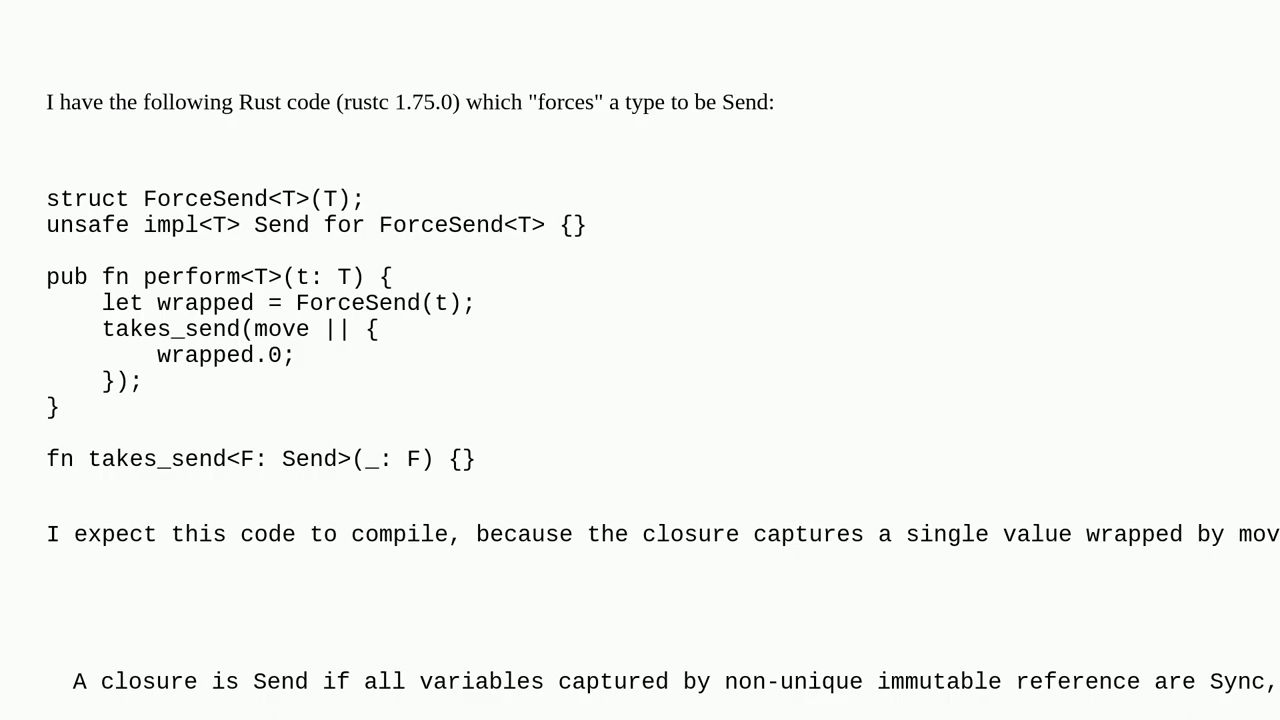 I have the following Rust code (rustc 1.75.0) which "forces" a type to be Send:
struct ForceSend<T>(T);
unsafe impl<T> Send for ForceSend<T> {}
pub fn perform<T>(t: T) {
    let wrapped = ForceSend(t);
    takes_send(move || {
        wrapped.0;
    });
}
fn takes_send<F: Send>(_: F) {}
I expect this code to compile, because the closure captures a single value wrapped by mov
A closure is Send if all variables captured by non-unique immutable reference are Sync,